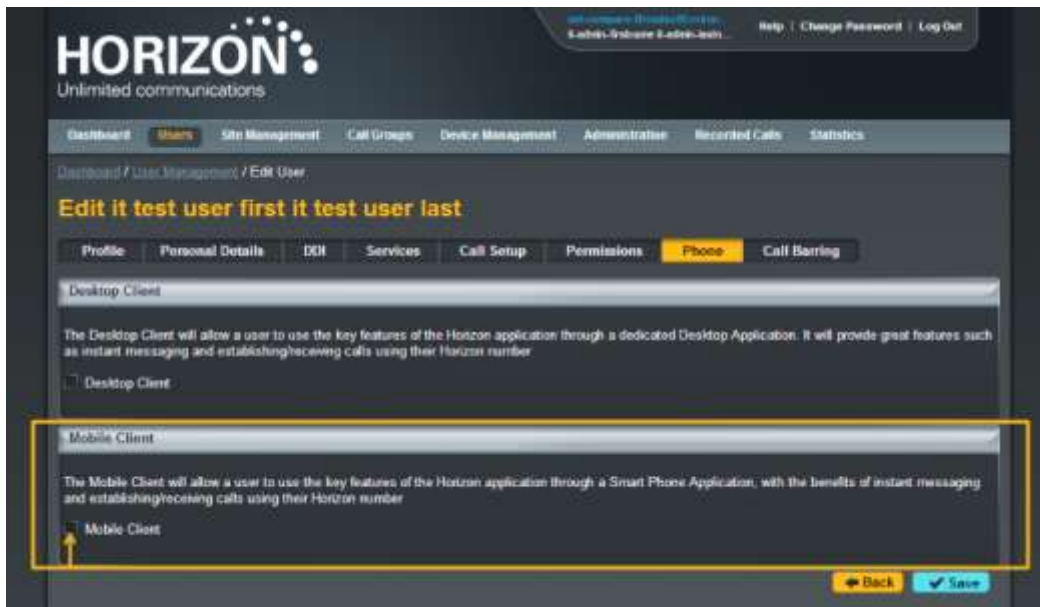 HORIZON
Unlimited communications
Help | Change Password | Log Out
Dashboard Users Site Management Call Groups Device Management Administration Recorded Calls Statistics
Dashboard / User Management / Edit User
Edit it test user first it test user last
Profile Personal Details DDI Services Call Setup Permissions Phone Call Barring
Desktop Client
The Desktop Client will allow a user to use the key features of the Horizon application through a dedicated Desktop Application. It will provide great features such
as instant messaging and establishing/receiving calls using their Horizon number
Desktop Client
Mobile Client
The Mobile Client will allow a user to use the key features of the Horizon application through a Smart Phone Application, with the benefits of instant messaging
and establishing/receiving calls using their Horizon number
Mobile Client
Back Save